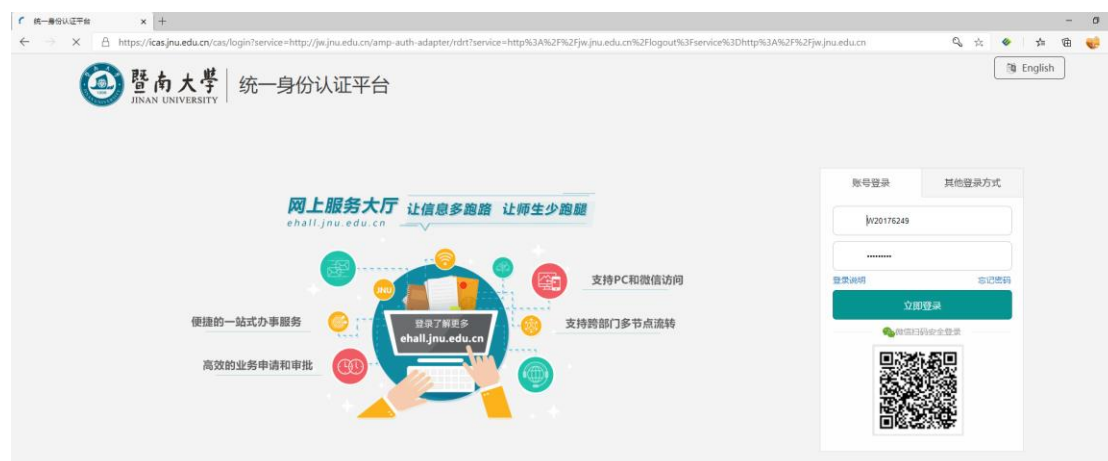 统一身份认证平台
https://icas.jnu.edu.cn/cas/login?service=http://jw.jnu.edu.cn/amp-auth-adapter/rdrt?service=http%3A%2F%2Fjw.jnu.edu.cn%2Flogout%3Fservice%3Dhttp%3A%2F%2Fjw.jnu.edu.cn
English
暨南大學
JINAN UNIVERSITY
统一身份认证平台
账号登录 其他登录方式
网上服务大厅 让信息多跑路 让师生少跑腿
ehall.jnu.edu.cn
W20176249
登录说明 忘记密码
立即登录
微信扫码安全登录
支持PC和微信访问
JNU
便捷的一站式办事服务
登录了解更多
ehall.jnu.edu.cn
支持跨部门多节点流转
高效的业务申请和审批